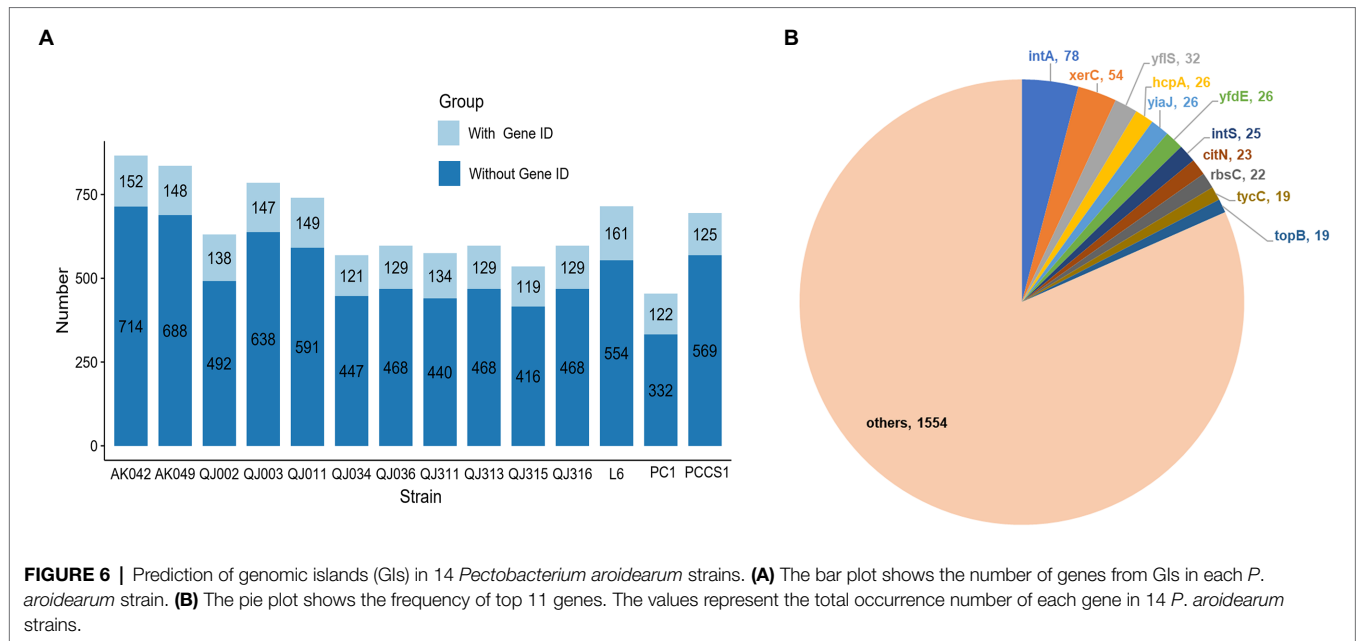 A
Group
With Gene ID
Without Gene ID
Number
750
500
250
0
152
148
138
147
149
121
129
134
129
119
129
161
122
125
714
688
492
638
591
447
468
440
468
416
468
554
332
569
AK042 AK049 QJ002 QJ003 QJ011 QJ034 QJ036 QJ311 QJ313 QJ315 QJ316 L6 PC1 PCCS1
Strain
B
intA, 78
xerC, 54
yflS, 32
hcpA, 26
yiaJ, 26
yfdE, 26
intS, 25
citN, 23
rbsC, 22
tycC, 19
topB, 19
others, 1554
FIGURE 6 | Prediction of genomic islands (GIs) in 14 Pectobacterium aroidearum strains. (A) The bar plot shows the number of genes from GIs in each P.
aroidearum strain. (B) The pie plot shows the frequency of top 11 genes. The values represent the total occurrence number of each gene in 14 P. aroidearum
strains.